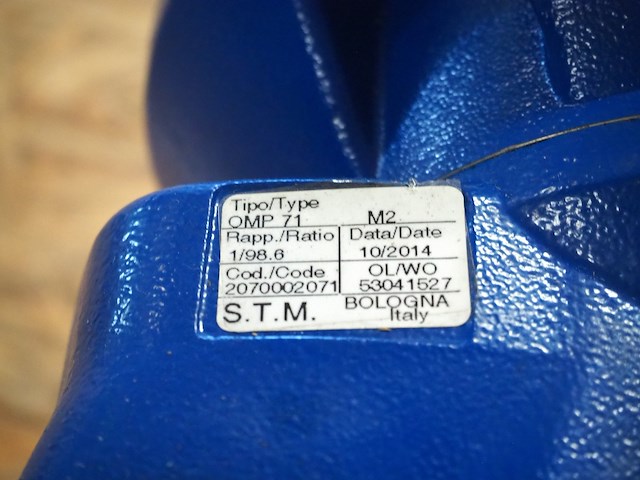 Tipo/Type
OMP 71 M2
Rapp./Ratio Data/Date
1/98.6 10/2014
Cod./Code OL/WO
2070002071 53041527
S.T.M. BOLOGNA
Italy